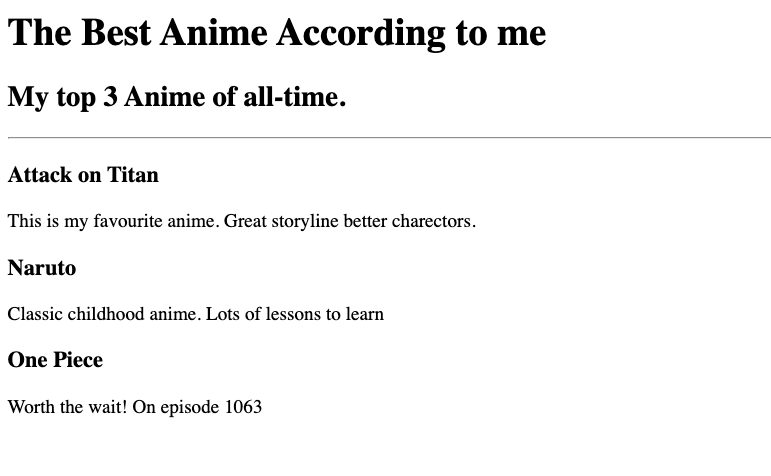 The Best Anime According to me
My top 3 Anime of all-time.
Attack on Titan
This is my favourite anime. Great storyline better charectors.
Naruto
Classic childhood anime. Lots of lessons to learn
One Piece
Worth the wait! On episode 1063